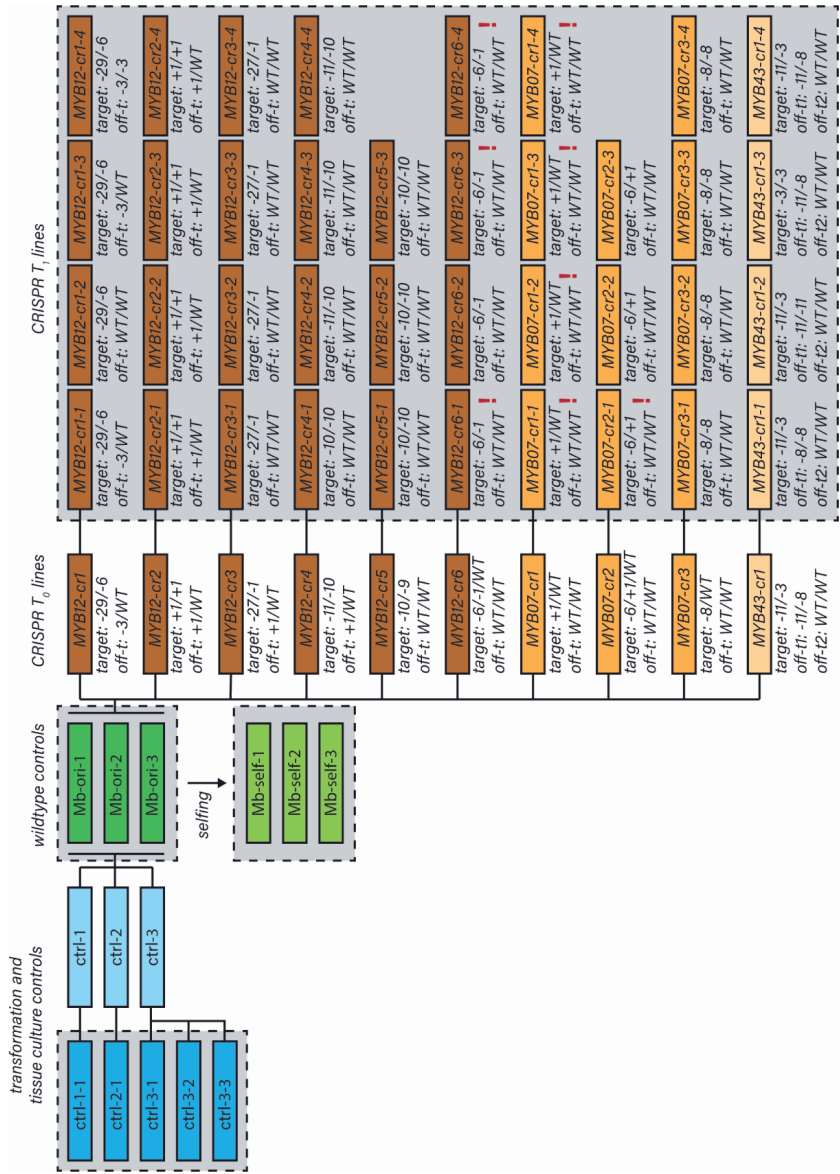 transformation and
tissue culture controls
ctrl-1-1
ctrl-2-1
ctrl-3-1
ctrl-3-2
ctrl-3-3
ctrl-1
ctrl-2
ctrl-3
wildtype controls
Mb-ori-1
Mb-ori-2
Mb-ori-3
selfing
Mb-self-1
Mb-self-2
Mb-self-3
CRISPR T0 lines
MYB12-cr1
target: -29/-6
off-t: -3/WT
MYB12-cr2
target: +1/+1
off-t: +1/WT
MYB12-cr3
target: -27/-1
off-t: +1/WT
MYB12-cr4
target: -11/-10
off-t: +1/WT
MYB12-cr5
target: -10/-9
off-t: WT/WT
MYB12-cr6
target: -6/-1/WT
off-t: WT/WT
MYB07-cr1
target: +1/WT
off-t: WT/WT
MYB07-cr2
target: -6/+1/WT
off-t: WT/WT
MYB07-cr3
target: -8/WT
off-t: WT/WT
MYB43-cr1
target: -11/-3
off-t1: -11/-8
off-t2: WT/WT
CRISPR T1 lines
MYB12-cr1-1
target: -29/-6
off-t: -3/WT
MYB12-cr1-2
target: -29/-6
off-t: WT/WT
MYB12-cr1-3
target: -29/-6
off-t: -3/WT
MYB12-cr1-4
target: -29/-6
off-t: -3/-3
MYB12-cr2-1
target: +1/+1
off-t: +1/WT
MYB12-cr2-2
target: +1/+1
off-t: +1/WT
MYB12-cr2-3
target: +1/+1
off-t: +1/WT
MYB12-cr2-4
target: +1/+1
off-t: +1/WT
MYB12-cr3-1
target: -27/-1
off-t: WT/WT
MYB12-cr3-2
target: -27/-1
off-t: WT/WT
MYB12-cr3-3
target: -27/-1
off-t: WT/WT
MYB12-cr3-4
target: -27/-1
off-t: WT/WT
MYB12-cr4-1
target: -10/-10
off-t: WT/WT
MYB12-cr4-2
target: -11/-10
off-t: WT/WT
MYB12-cr4-3
target: -11/-10
off-t: WT/WT
MYB12-cr4-4
target: -11/-10
off-t: WT/WT
MYB12-cr5-1
target: -10/-10
off-t: WT/WT
MYB12-cr5-2
target: -10/-10
off-t: WT/WT
MYB12-cr5-3
target: -10/-10
off-t: WT/WT
MYB12-cr6-1
target: -6/-1 !
off-t: WT/WT
MYB12-cr6-2
target: -6/-1
off-t: WT/WT
MYB12-cr6-3
target: -6/-1 !
off-t: WT/WT
MYB12-cr6-4
target: -6/-1 !
off-t: WT/WT
MYB07-cr1-1
target: +1/WT
off-t: WT/WT !
MYB07-cr1-2
target: +1/WT
off-t: WT/WT !
MYB07-cr1-3
target: +1/WT
off-t: WT/WT !
MYB07-cr1-4
target: +1/WT
off-t: WT/WT !
MYB07-cr2-1
target: -6/+1
off-t: WT/WT !
MYB07-cr2-2
target: -6/+1
off-t: WT/WT
MYB07-cr2-3
target: -6/+1
off-t: WT/WT
MYB07-cr3-1
target: -8/-8
off-t: WT/WT
MYB07-cr3-2
target: -8/-8
off-t: WT/WT
MYB07-cr3-3
target: -8/-8
off-t: WT/WT
MYB07-cr3-4
target: -8/-8
off-t: WT/WT
MYB43-cr1-1
target: -11/-3
off-t1: -8/-8
off-t2: WT/WT
MYB43-cr1-2
target: -11/-3
off-t1: -11/-11
off-t2: WT/WT
MYB43-cr1-3
target: -3/-3
off-t1: -11/-8
off-t2: WT/WT
MYB43-cr1-4
target: -11/-3
off-t1: -11/-8
off-t2: WT/WT